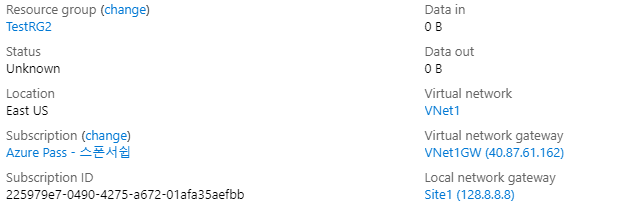 Resource group (change)
TestRG2
Status
Unknown
Location
East US
Subscription (change)
Azure Pass - 스폰서쉽
Subscription ID
225979e7-0490-4275-a672-01afa35aefbb
Data in
0 B
Data out
0 B
Virtual network
VNet1
Virtual network gateway
VNet1GW (40.87.61.162)
Local network gateway
Site1 (128.8.8.8)